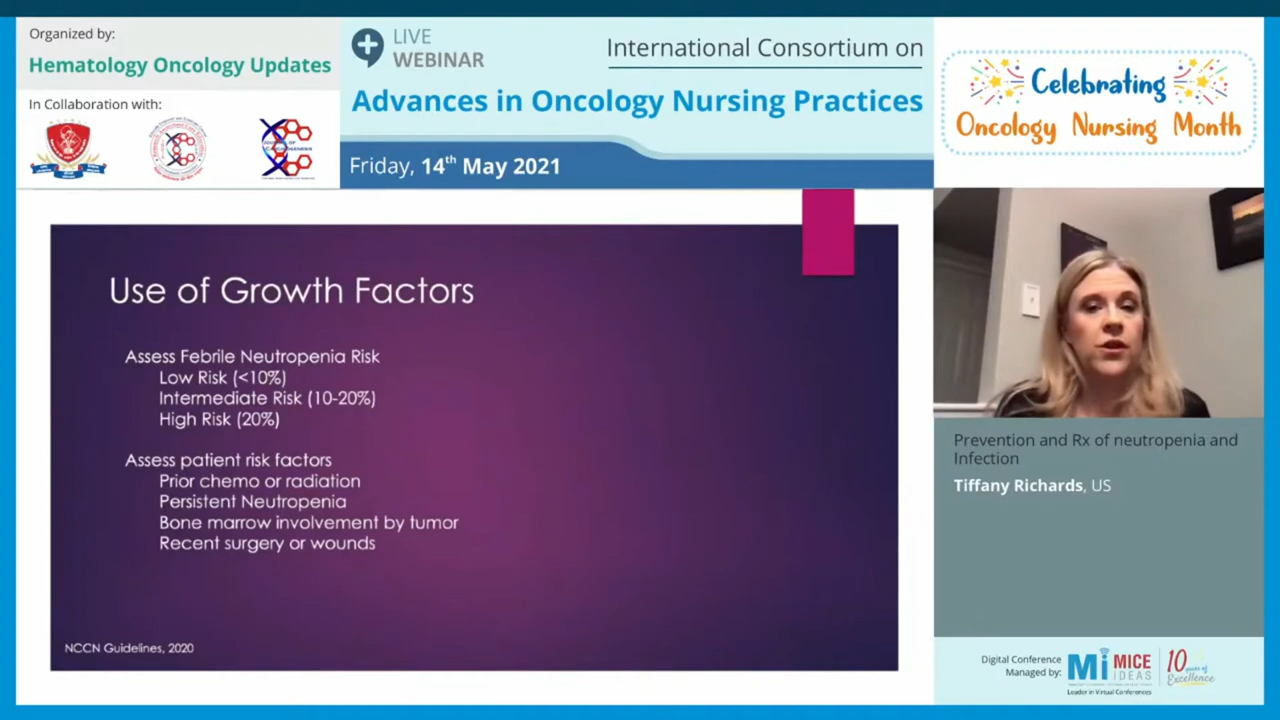 Organized by:
Hematology Oncology Updates
In Collaboration with:
LIVE
WEBINAR
International Consortium on
Advances in Oncology Nursing Practices
Friday, 14th May 2021
Celebrating
Oncology Nursing Month
Use of Growth Factors
Assess Febrile Neutropenia Risk
Low Risk (<10%)
Intermediate Risk (10-20%)
High Risk (20%)
Assess patient risk factors
Prior chemo or radiation
Persistent Neutropenia
Bone marrow involvement by tumor
Recent surgery or wounds
NCCN Guidelines, 2020
Prevention and Rx of neutropenia and
Infection
Tiffany Richards, US
Digital Conference
Managed by:
Mi MICE
iDEAS
Leader in Virtual Conferences
10 years of
Excellence